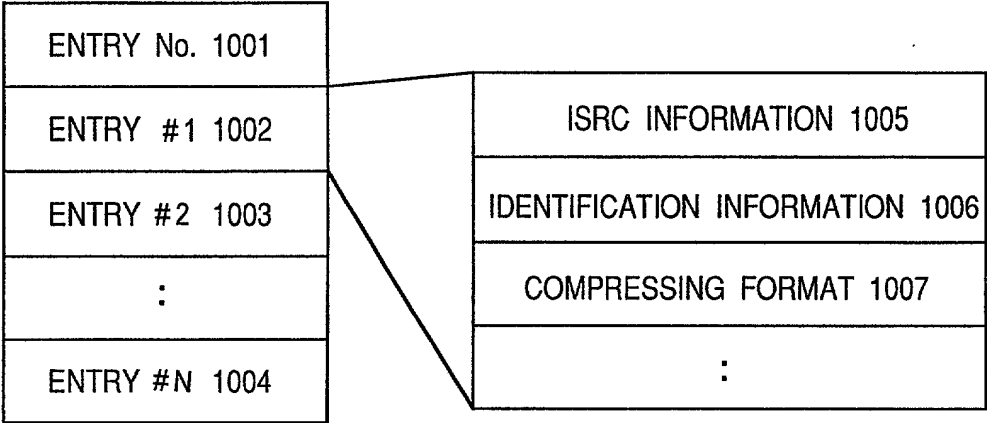 ENTRY No. 1001
ENTRY #1 1002
ENTRY #2 1003
:
ENTRY #N 1004
ISRC INFORMATION 1005
IDENTIFICATION INFORMATION 1006
COMPRESSING FORMAT 1007
: